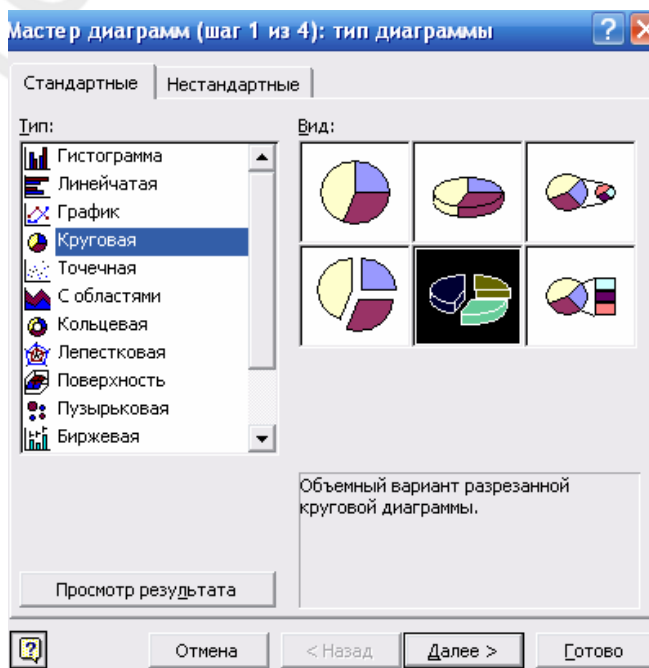 Мастер диаграмм (шаг 1 из 4): тип диаграммы
Стандартные Нестандартные
Тип: Вид:
Гистограмма
Линейчатая
График
Круговая
Точечная
С областями
Кольцевая
Лепестковая
Поверхность
Пузырьковая
Биржевая
Объемный вариант разрезанной
круговой диаграммы.
Просмотр результата
Отмена < Назад Далее > Готово